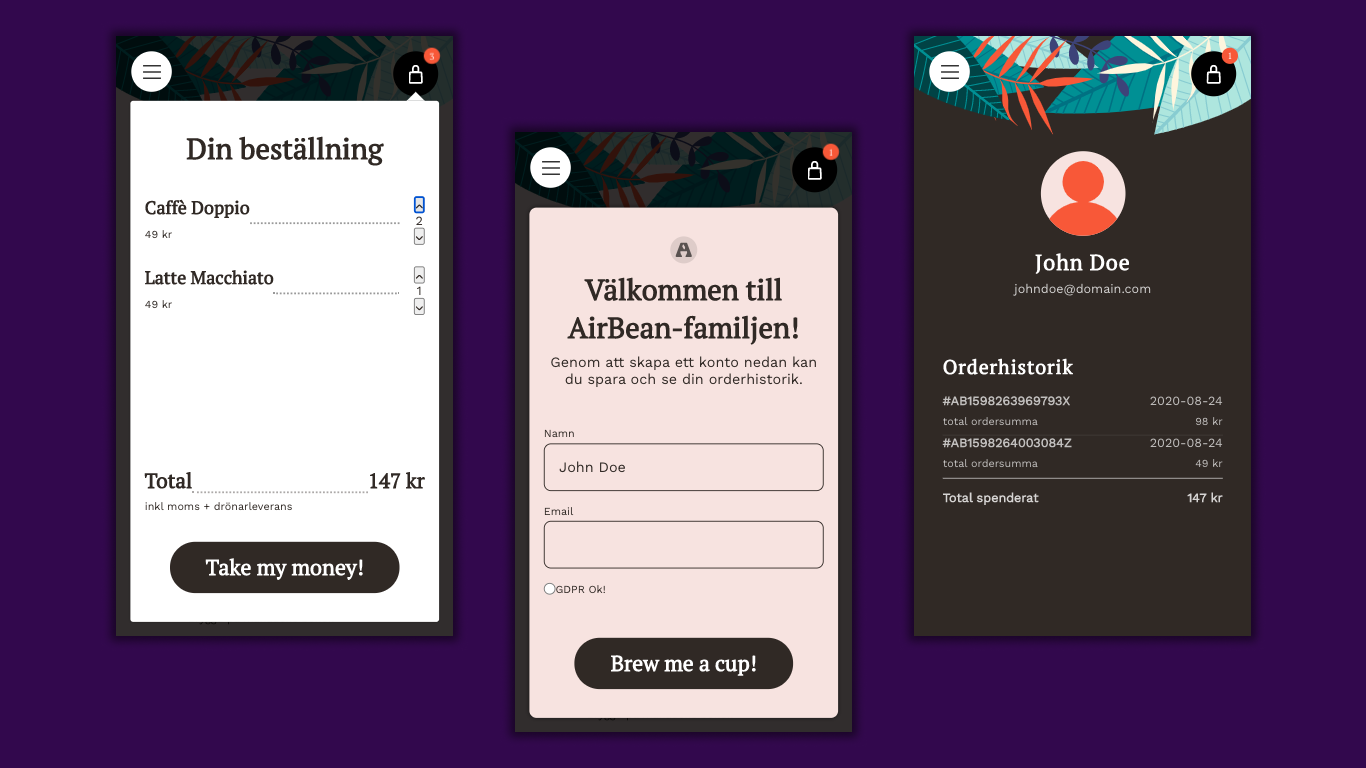 3
Din beställning
Caffè Doppio
49 kr
2
Latte Macchiato
49 kr
1
Total 147 kr
inkl moms + drönarleverans
Take my money!
1
Välkommen till
AirBean-familjen!
Genom att skapa ett konto nedan kan
du spara och se din orderhistorik.
Namn
John Doe
Email
GDPR Ok!
Brew me a cup!
1
John Doe
johndoe@domain.com
Orderhistorik
#AB1598263969793X 2020-08-24
total ordersumma 98 kr
#AB1598264003084Z 2020-08-24
total ordersumma 49 kr
Total spenderat 147 kr